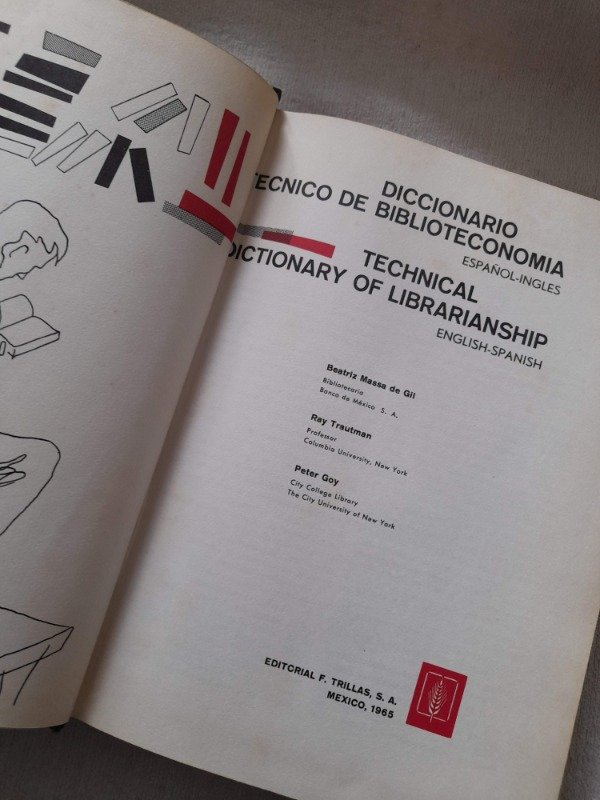 DICCIONARIO
TECNICO DE BIBLIOTECONOMIA
ESPAÑOL-INGLES
TECHNICAL
DICTIONARY OF LIBRARIANSHIP
ENGLISH-SPANISH
Beatriz Massa de Gil
Bibliotecaria
Banco de México S. A.
Ray Trautman
Professor
Columbia University, New York
Peter Goy
City College Library
The City University of New York
EDITORIAL F. TRILLAS, S. A.
MEXICO, 1965